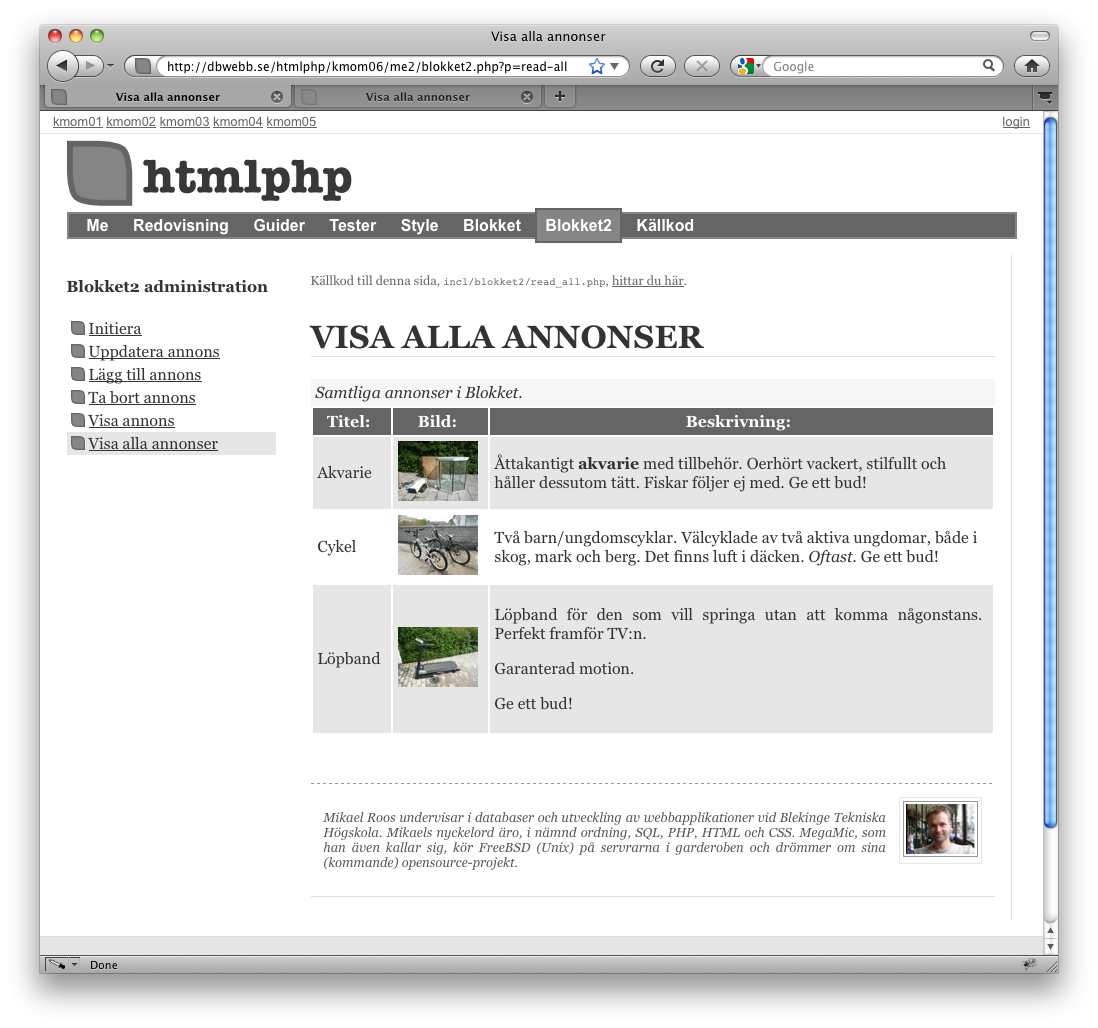 Visa alla annonser
http://dbwebb.se/htmlphp/kmom06/me2/blokket2.php?p=read-all
Google
Visa alla annonser
Visa alla annonser
kmom01 kmom02 kmom03 kmom04 kmom05
login
htmlphp
Me Redovisning Guider Tester Style Blokket Blokket2 Källkod
Blokket2 administration
Initiera
Uppdatera annons
Lägg till annons
Ta bort annons
Visa annons
Visa alla annonser
Källkod till denna sida, incl/blokket2/read_all.php, hittar du här.
VISA ALLA ANNONSER
Samtliga annonser i Blokket.
Titel: Bild: Beskrivning:
Akvarie
Åttakantigt akvarie med tillbehör. Oerhört vackert, stilfullt och
håller dessutom tätt. Fiskar följer ej med. Ge ett bud!
Cykel
Två barn/ungdomscyklar. Välcyklade av två aktiva ungdomar, både i
skog, mark och berg. Det finns luft i däcken. Oftast. Ge ett bud!
Löpband
Löpband för den som vill springa utan att komma någonstans.
Perfekt framför TV:n.
Garanterad motion.
Ge ett bud!
Mikael Roos undervisar i databaser och utveckling av webbapplikationer vid Blekinge Tekniska
Högskola. Mikaels nyckelord äro, i nämnd ordning, SQL, PHP, HTML och CSS. MegaMic, som
han även kallar sig, kör FreeBSD (Unix) på servrarna i garderoben och drömmer om sina
(kommande) opensource-projekt.
Done